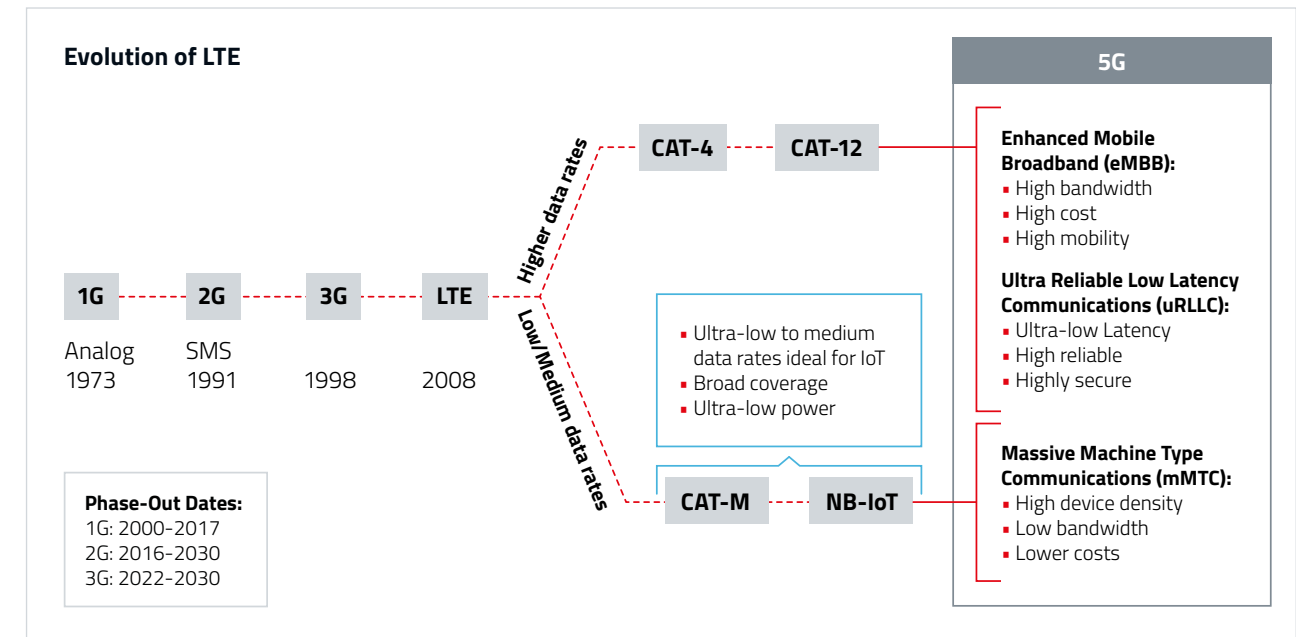 Evolution of LTE
5G
Higher data rates
Low/Medium data rates
1G
2G
3G
LTE
Analog
1973
SMS
1991
1998
2008
CAT-4
CAT-12
▪ Ultra-low to medium
data rates ideal for IoT
▪ Broad coverage
▪ Ultra-low power
CAT-M
NB-IoT
Enhanced Mobile
Broadband (eMBB):
▪ High bandwidth
▪ High cost
▪ High mobility
Ultra Reliable Low Latency
Communications (uRLLC):
▪ Ultra-low Latency
▪ High reliable
▪ Highly secure
Massive Machine Type
Communications (mMTC):
▪ High device density
▪ Low bandwidth
▪ Lower costs
Phase-Out Dates:
1G: 2000-2017
2G: 2016-2030
3G: 2022-2030